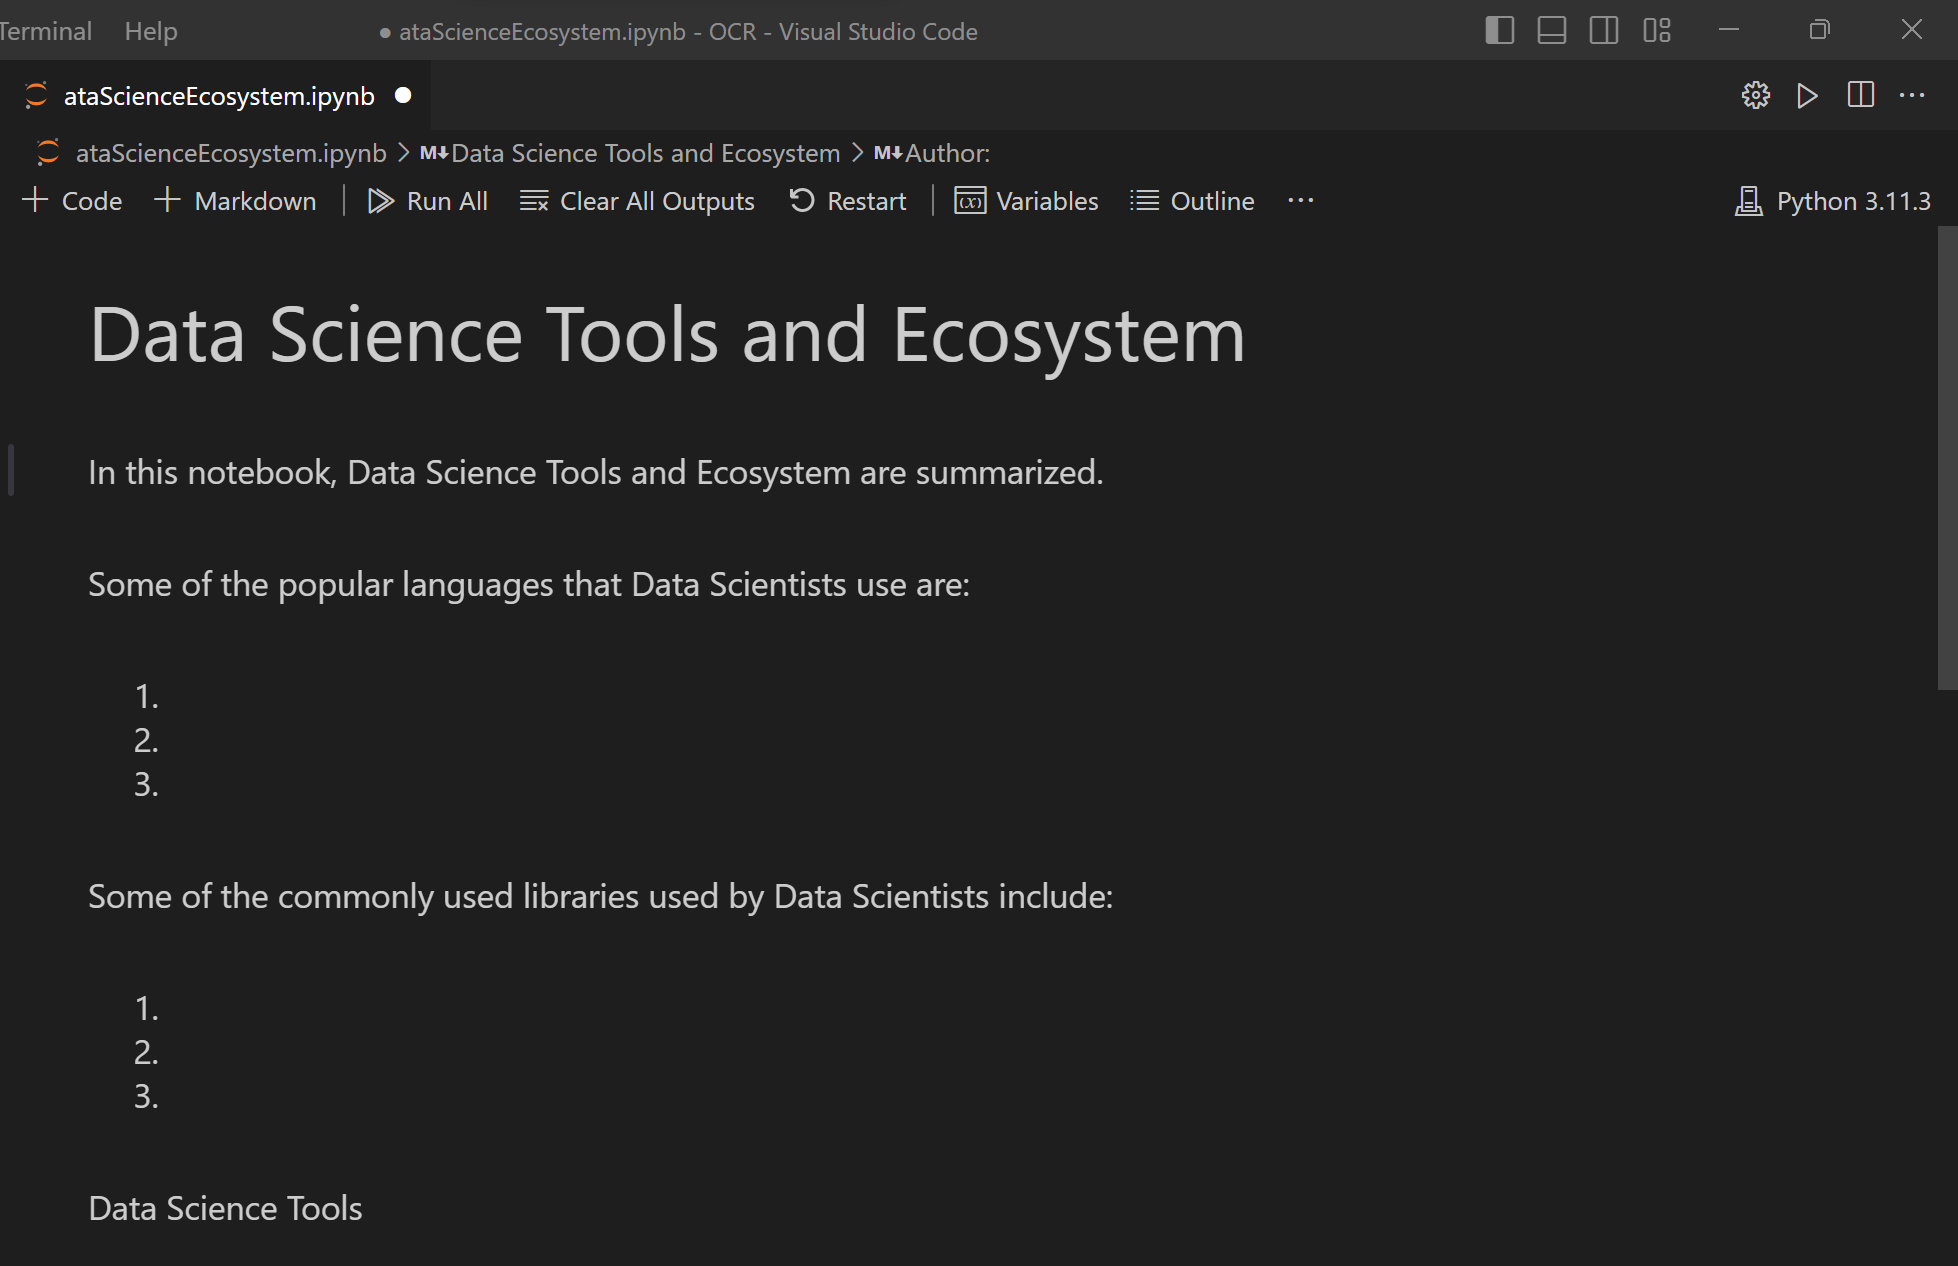 Terminal Help ● ataScienceEcosystem.ipynb - OCR - Visual Studio Code
ataScienceEcosystem.ipynb ●
ataScienceEcosystem.ipynb > M↓Data Science Tools and Ecosystem > M↓Author:
+ Code + Markdown | Run All Clear All Outputs Restart | (x) Variables Outline ... Python 3.11.3
Data Science Tools and Ecosystem
In this notebook, Data Science Tools and Ecosystem are summarized.
Some of the popular languages that Data Scientists use are:
1.
2.
3.
Some of the commonly used libraries used by Data Scientists include:
1.
2.
3.
Data Science Tools